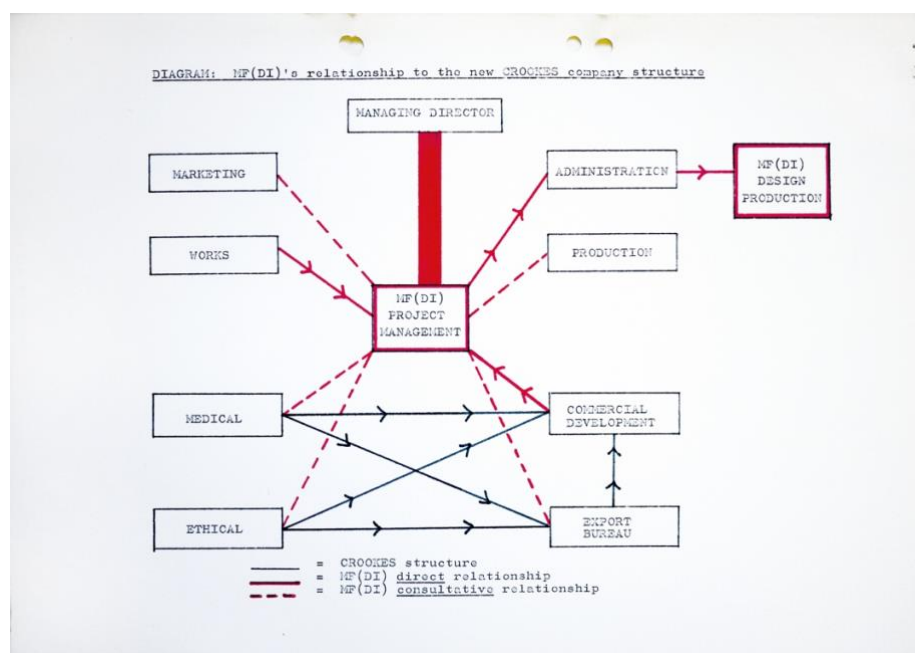 DIAGRAM: MF(DI)'s relationship to the new CROOKES company structure
MANAGING DIRECTOR
MARKETING
ADMINISTRATION
MF(DI)
DESIGN
PRODUCTION
WORKS
PRODUCTION
MF(DI)
PROJECT
MANAGEMENT
MEDICAL
COMMERCIAL
DEVELOPMENT
ETHICAL
EXPORT
BUREAU
= CROOKES structure
= MF(DI) direct relationship
= MF(DI) consultative relationship